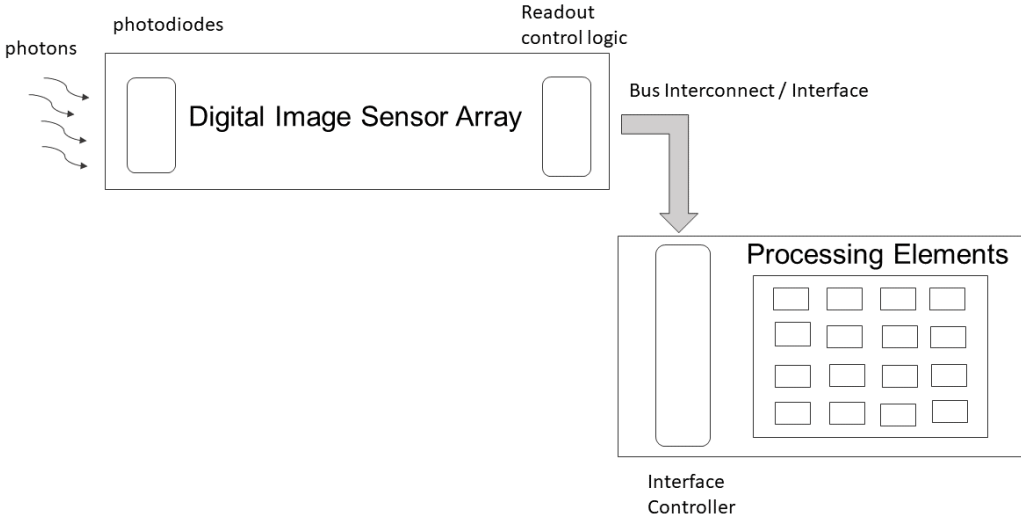 photons
photodiodes
Readout
control logic
Digital Image Sensor Array
Bus Interconnect / Interface
Processing Elements
Interface
Controller